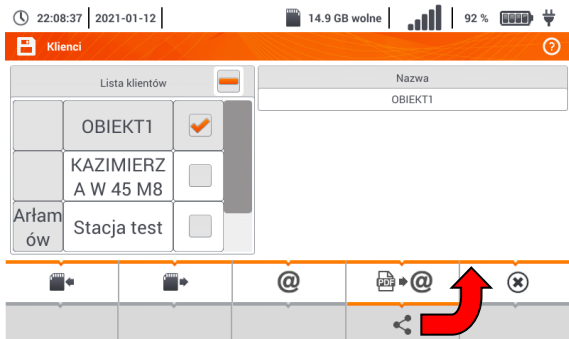 22:08:37 2021-01-12 14.9 GB wolne 92 %
Klienci ?
Lista klientów
Nazwa
OBIEKT1
OBIEKT1
KAZIMIERZ
A W 45 M8
Arłam
ów
Stacja test
@ PDF @